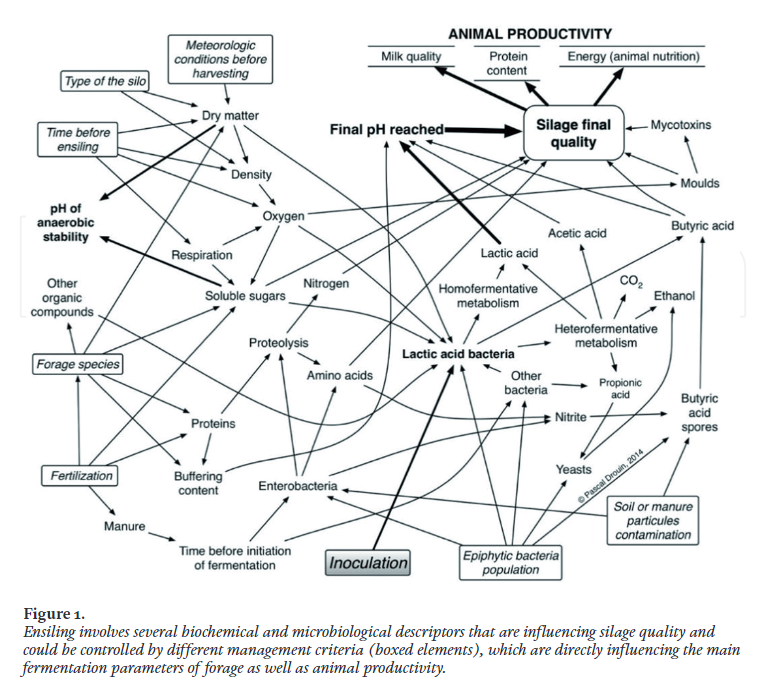 ANIMAL PRODUCTIVITY
Meteorologic
conditions before
harvesting
Milk quality
Protein
content
Energy (animal nutrition)
Type of the silo
Dry matter
Time before
ensiling
Final pH reached
Silage final
quality
Mycotoxins
Density
Moulds
pH of
anaerobic
stability
Oxygen
Butyric acid
Acetic acid
Respiration
Lactic acid
Other
organic
compounds
Nitrogen
CO2
Soluble sugars
Homofermentative
metabolism
Ethanol
Heterofermentative
metabolism
Proteolysis
Lactic acid bacteria
Forage species
Amino acids
Other
bacteria
Propionic
acid
Butyric
acid
spores
Proteins
Nitrite
Fertilization
Buffering
content
Enterobacteria
Yeasts
© Pascal Drouin, 2014
Soil or manure
particules
contamination
Manure
Time before initiation
of fermentation
Inoculation
Epiphytic bacteria
population
Figure 1.
Ensiling involves several biochemical and microbiological descriptors that are influencing silage quality and
could be controlled by different management criteria (boxed elements), which are directly influencing the main
fermentation parameters of forage as well as animal productivity.